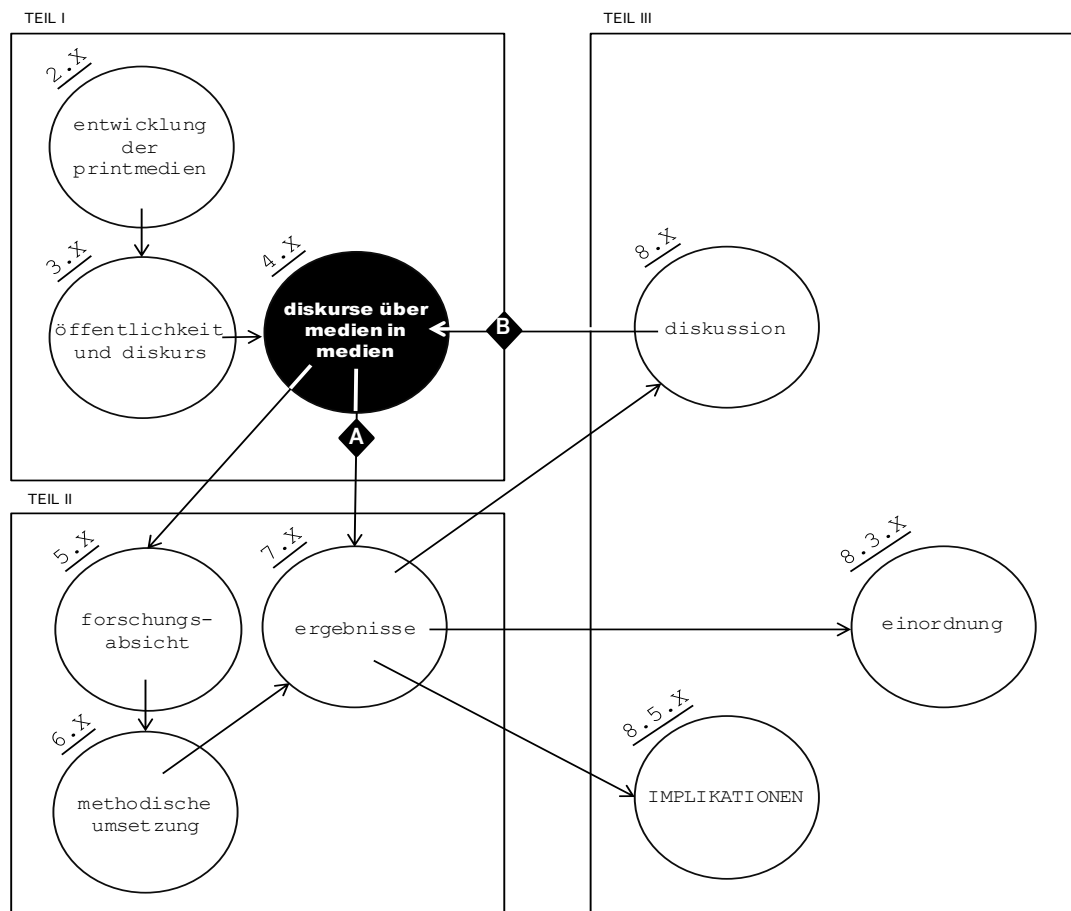 TEIL I
2.X
entwicklung
der
printmedien
3.X
öffentlichkeit
und diskurs
4.X
diskurse über
medien in
medien
A
B
TEIL II
5.X
forschungs-
absicht
6.X
methodische
umsetzung
7.X
ergebnisse
TEIL III
8.X
diskussion
8.3.X
einordnung
8.5.X
IMPLIKATIONEN